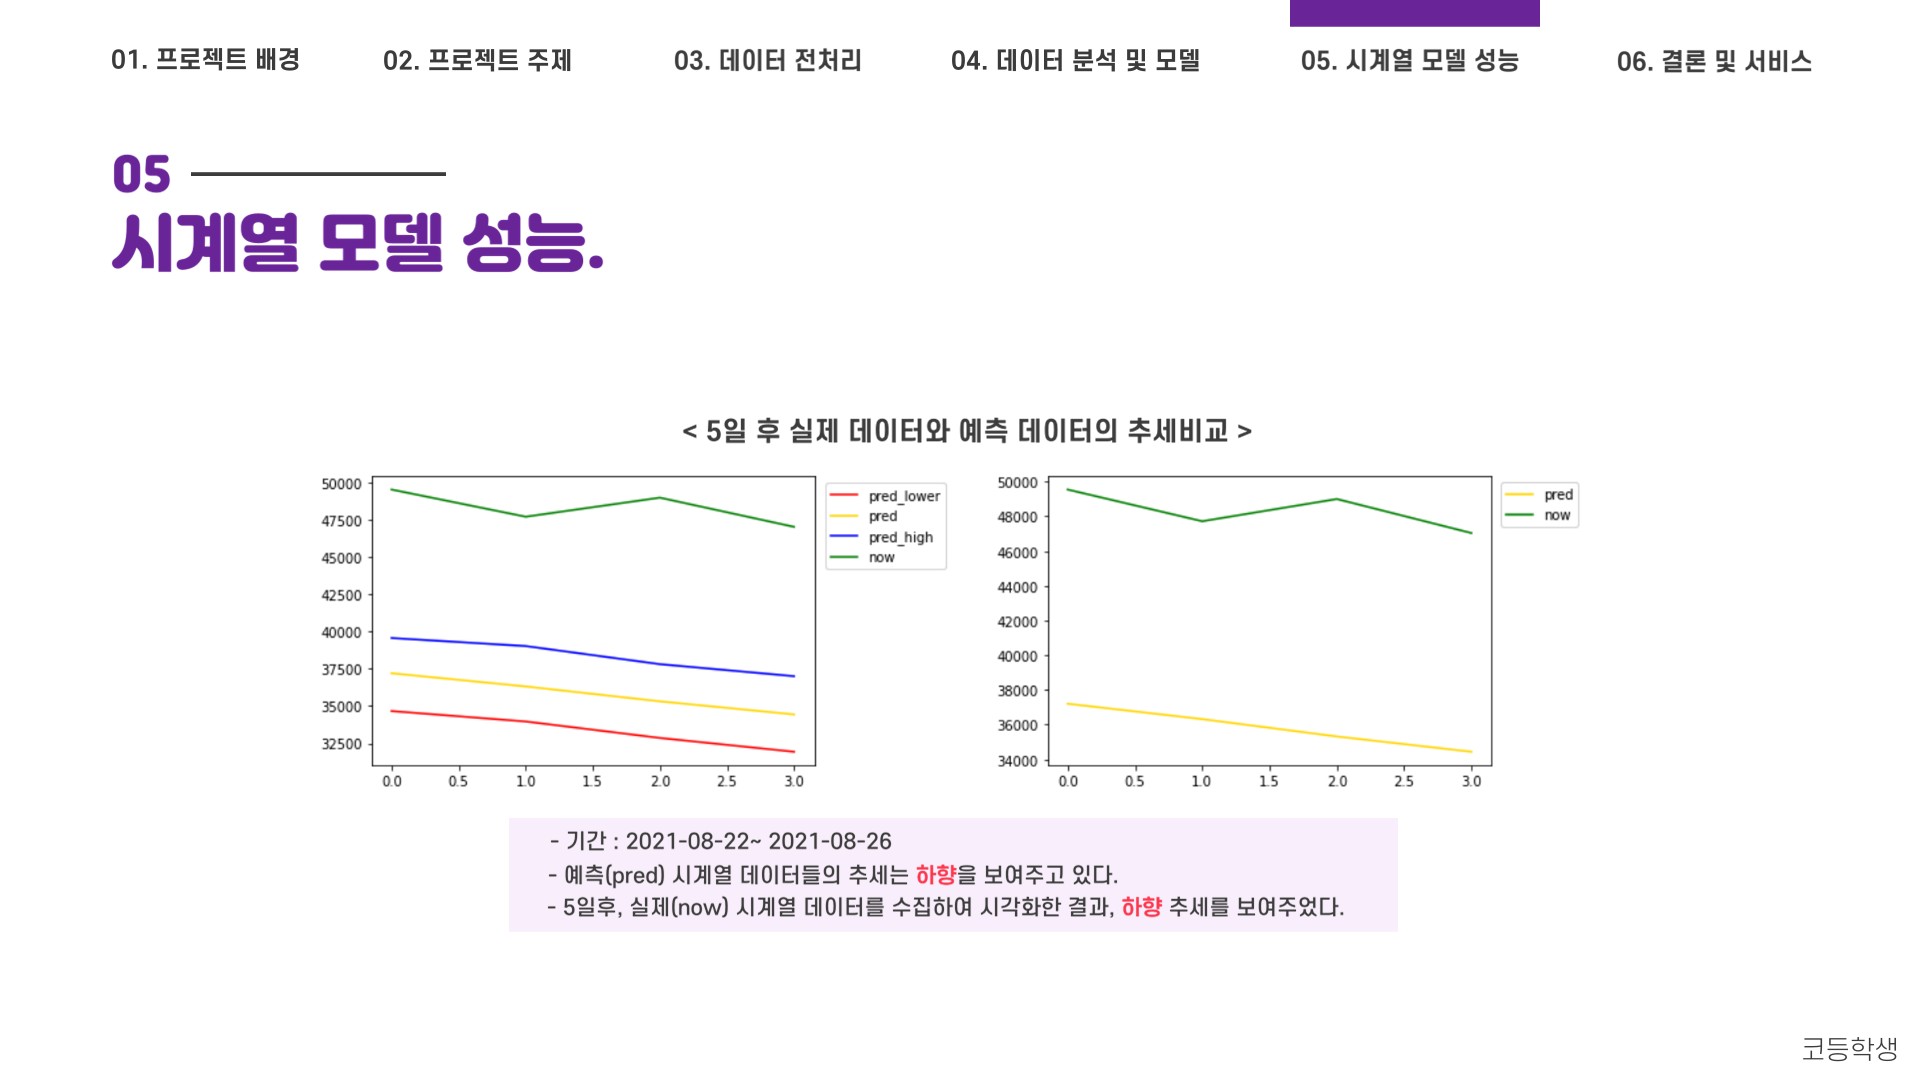 01. 프로젝트 배경
02. 프로젝트 주제
03. 데이터 전처리
04. 데이터 분석 및 모델
05. 시계열 모델 성능
06. 결론 및 서비스
05
시계열 모델 성능.
< 5일 후 실제 데이터와 예측 데이터의 추세비교 >
50000
47500
45000
42500
40000
37500
35000
32500
0.0 0.5 1.0 1.5 2.0 2.5 3.0
pred_lower
pred
pred_high
now
50000
48000
46000
44000
42000
40000
38000
36000
34000
0.0 0.5 1.0 1.5 2.0 2.5 3.0
pred
now
- 기간 : 2021-08-22~ 2021-08-26
- 예측(pred) 시계열 데이터들의 추세는 하향을 보여주고 있다.
- 5일후, 실제(now) 시계열 데이터를 수집하여 시각화한 결과, 하향 추세를 보여주었다.
코등학생